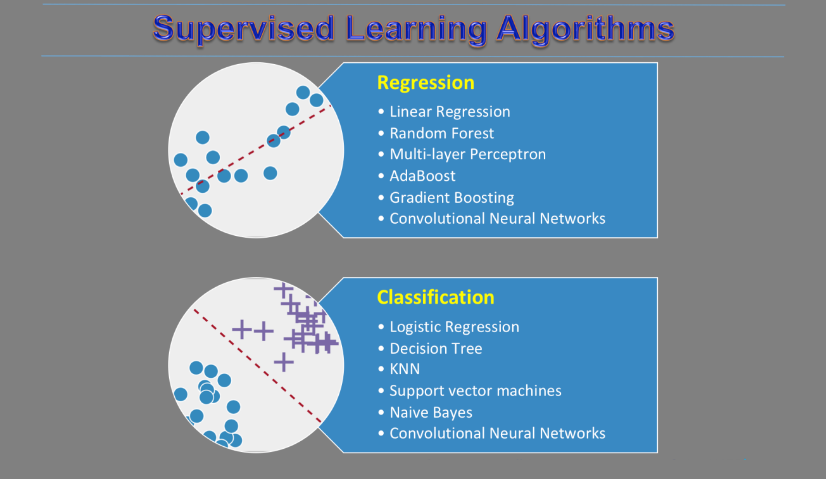 Supervised Learning Algorithms
Regression
• Linear Regression
• Random Forest
• Multi-layer Perceptron
• AdaBoost
• Gradient Boosting
• Convolutional Neural Networks
Classification
• Logistic Regression
• Decision Tree
• KNN
• Support vector machines
• Naive Bayes
• Convolutional Neural Networks